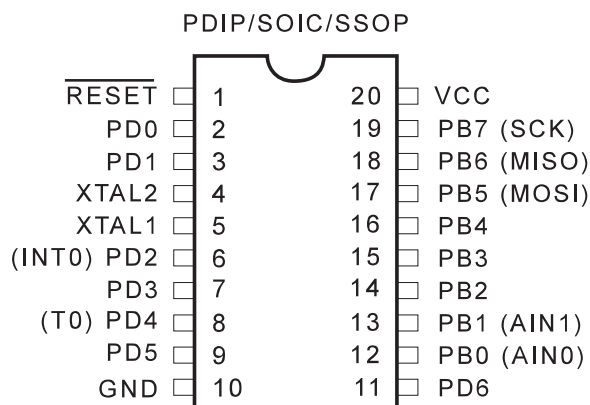 PDIP/SOIC/SSOP
RESET 1 20 VCC
PD0 2 19 PB7 (SCK)
PD1 3 18 PB6 (MISO)
XTAL2 4 17 PB5 (MOSI)
XTAL1 5 16 PB4
(INT0) PD2 6 15 PB3
PD3 7 14 PB2
(T0) PD4 8 13 PB1 (AIN1)
PD5 9 12 PB0 (AIN0)
GND 10 11 PD6